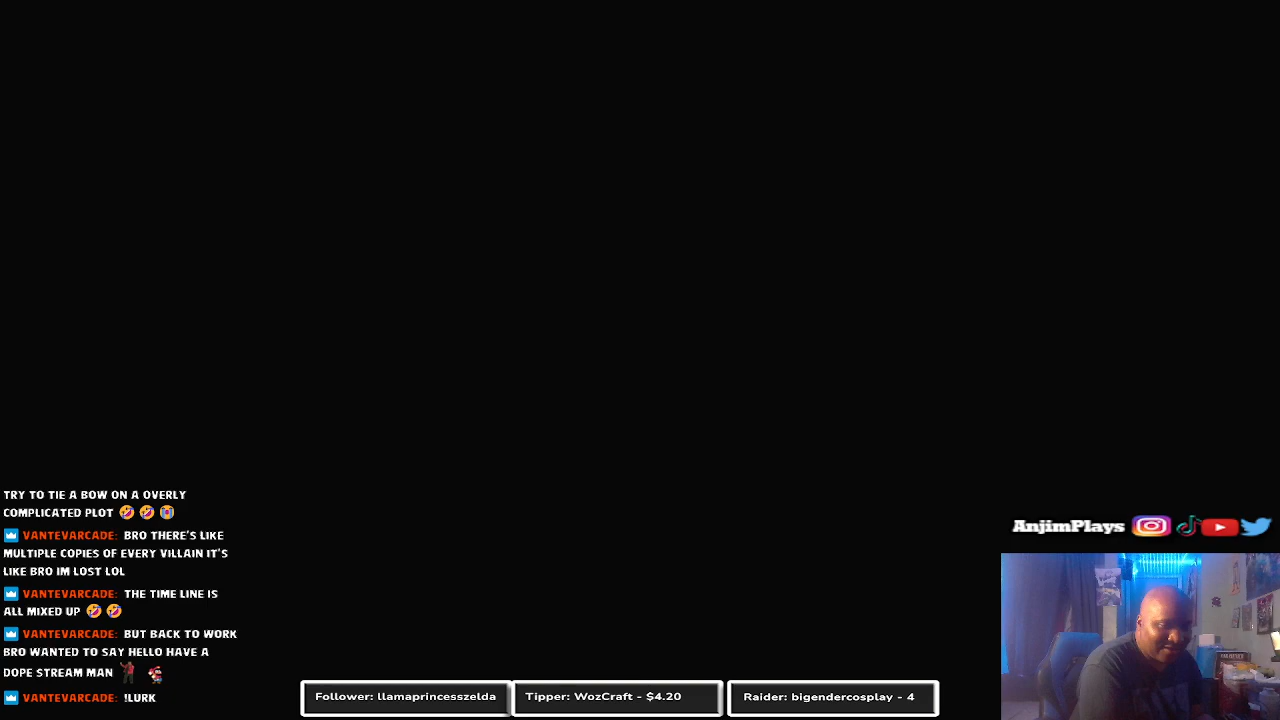 TRY TO TIE A BOW ON A OVERLY
COMPLICATED PLOT 🤣 🤣 😭
VANTEVARCADE: BRO THERE'S LIKE
MULTIPLE COPIES OF EVERY VILLAIN IT'S
LIKE BRO IM LOST LOL
VANTEVARCADE: THE TIME LINE IS
ALL MIXED UP 🤣 🤣
VANTEVARCADE: BUT BACK TO WORK
BRO WANTED TO SAY HELLO HAVE A
DOPE STREAM MAN
VANTEVARCADE: !LURK
Follower: llamaprincesszelda
Tipper: WozCraft - $4.20
Raider: bigendercosplay - 4
AnjimPlays